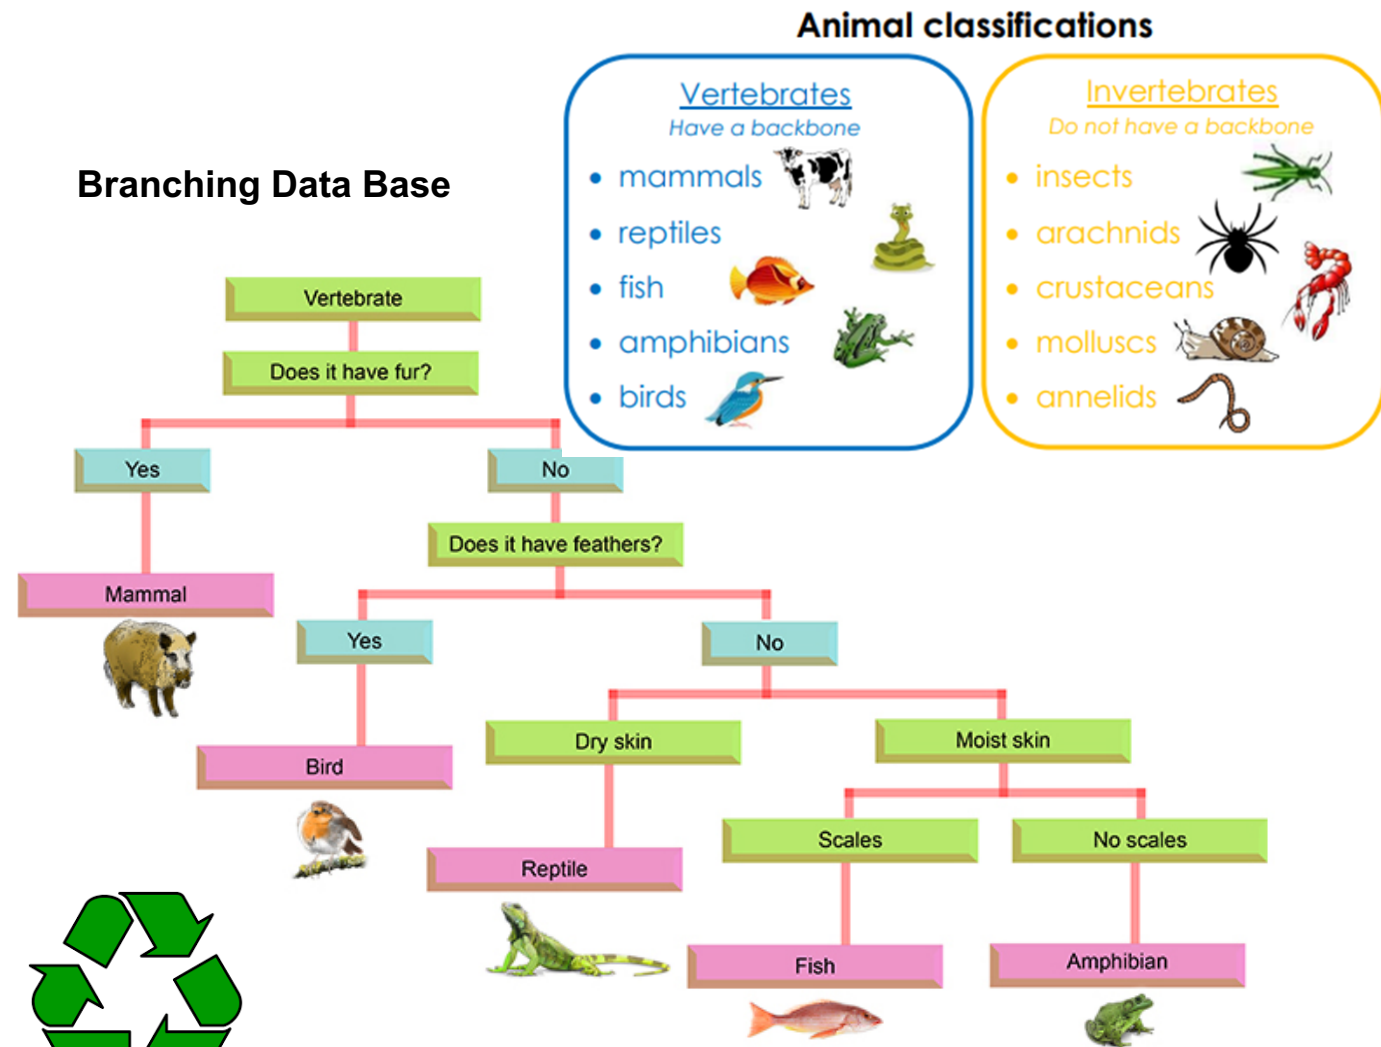 Animal classifications
Vertebrates
Have a backbone
• mammals
• reptiles
• fish
• amphibians
• birds
Invertebrates
Do not have a backbone
• insects
• arachnids
• crustaceans
• molluscs
• annelids
Branching Data Base
Vertebrate
Does it have fur?
Yes
No
Does it have feathers?
Mammal
Yes
No
Dry skin
Moist skin
Bird
Scales
No scales
Reptile
Fish
Amphibian